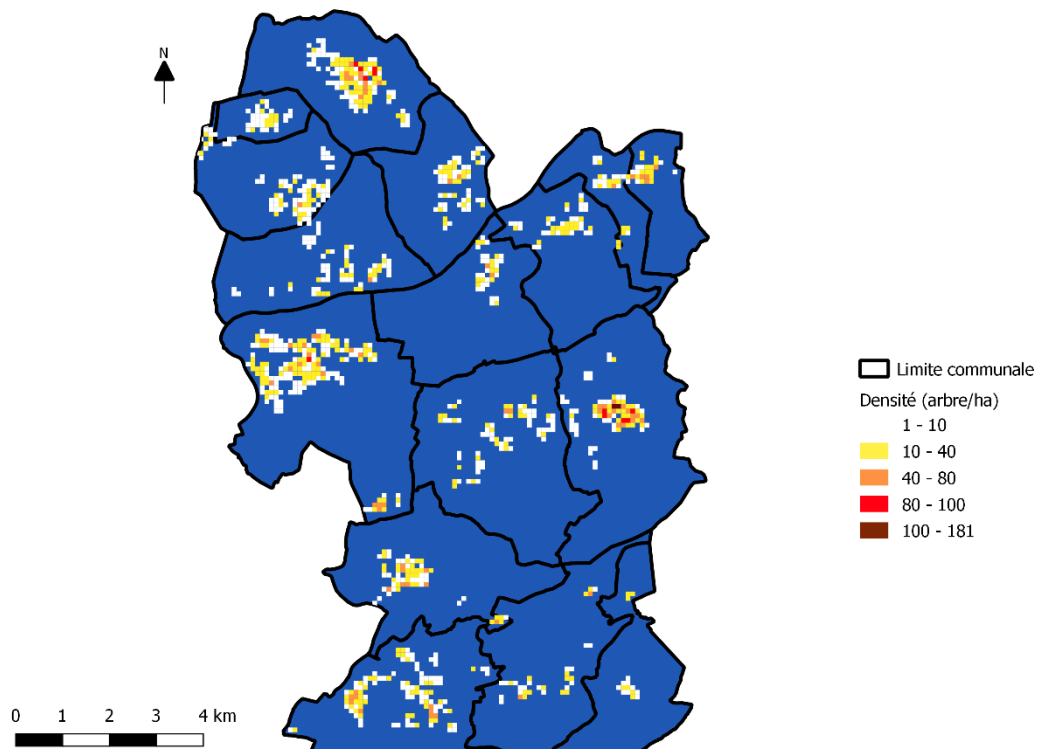 N
Limite communale
Densité (arbre/ha)
1 - 10
10 - 40
40 - 80
80 - 100
100 - 181
0 1 2 3 4 km